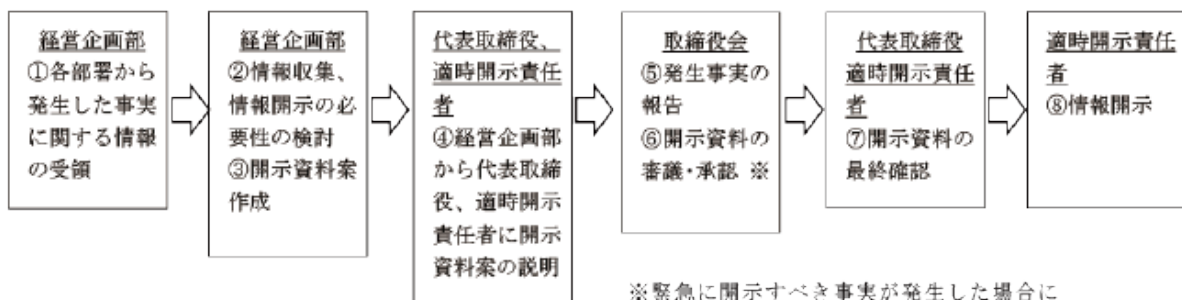 経営企画部
①各部署から
発生した事実
に関する情報
の受領
経営企画部
②情報収集、
情報開示の必
要性の検討
③開示資料案
作成
代表取締役、
適時開示責任
者
④経営企画部
から代表取締
役、適時開示
責任者に開示
資料案の説明
取締役会
⑤発生事実の
報告
⑥開示資料の
審議・承認 ※
代表取締役
適時開示責任
者
⑦開示資料の
最終確認
適時開示責任
者
⑧情報開示
※緊急に開示すべき事実が発生した場合に